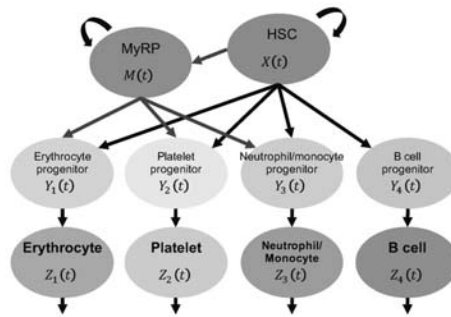 MyRP
M(t)
HSC
X(t)
Erythrocyte
progenitor
Y₁(t)
Platelet
progenitor
Y₂(t)
Neutrophil/monocyte
progenitor
Y₃(t)
B cell
progenitor
Y₄(t)
Erythrocyte
Z₁(t)
Platelet
Z₂(t)
Neutrophil/
Monocyte
Z₃(t)
B cell
Z₄(t)